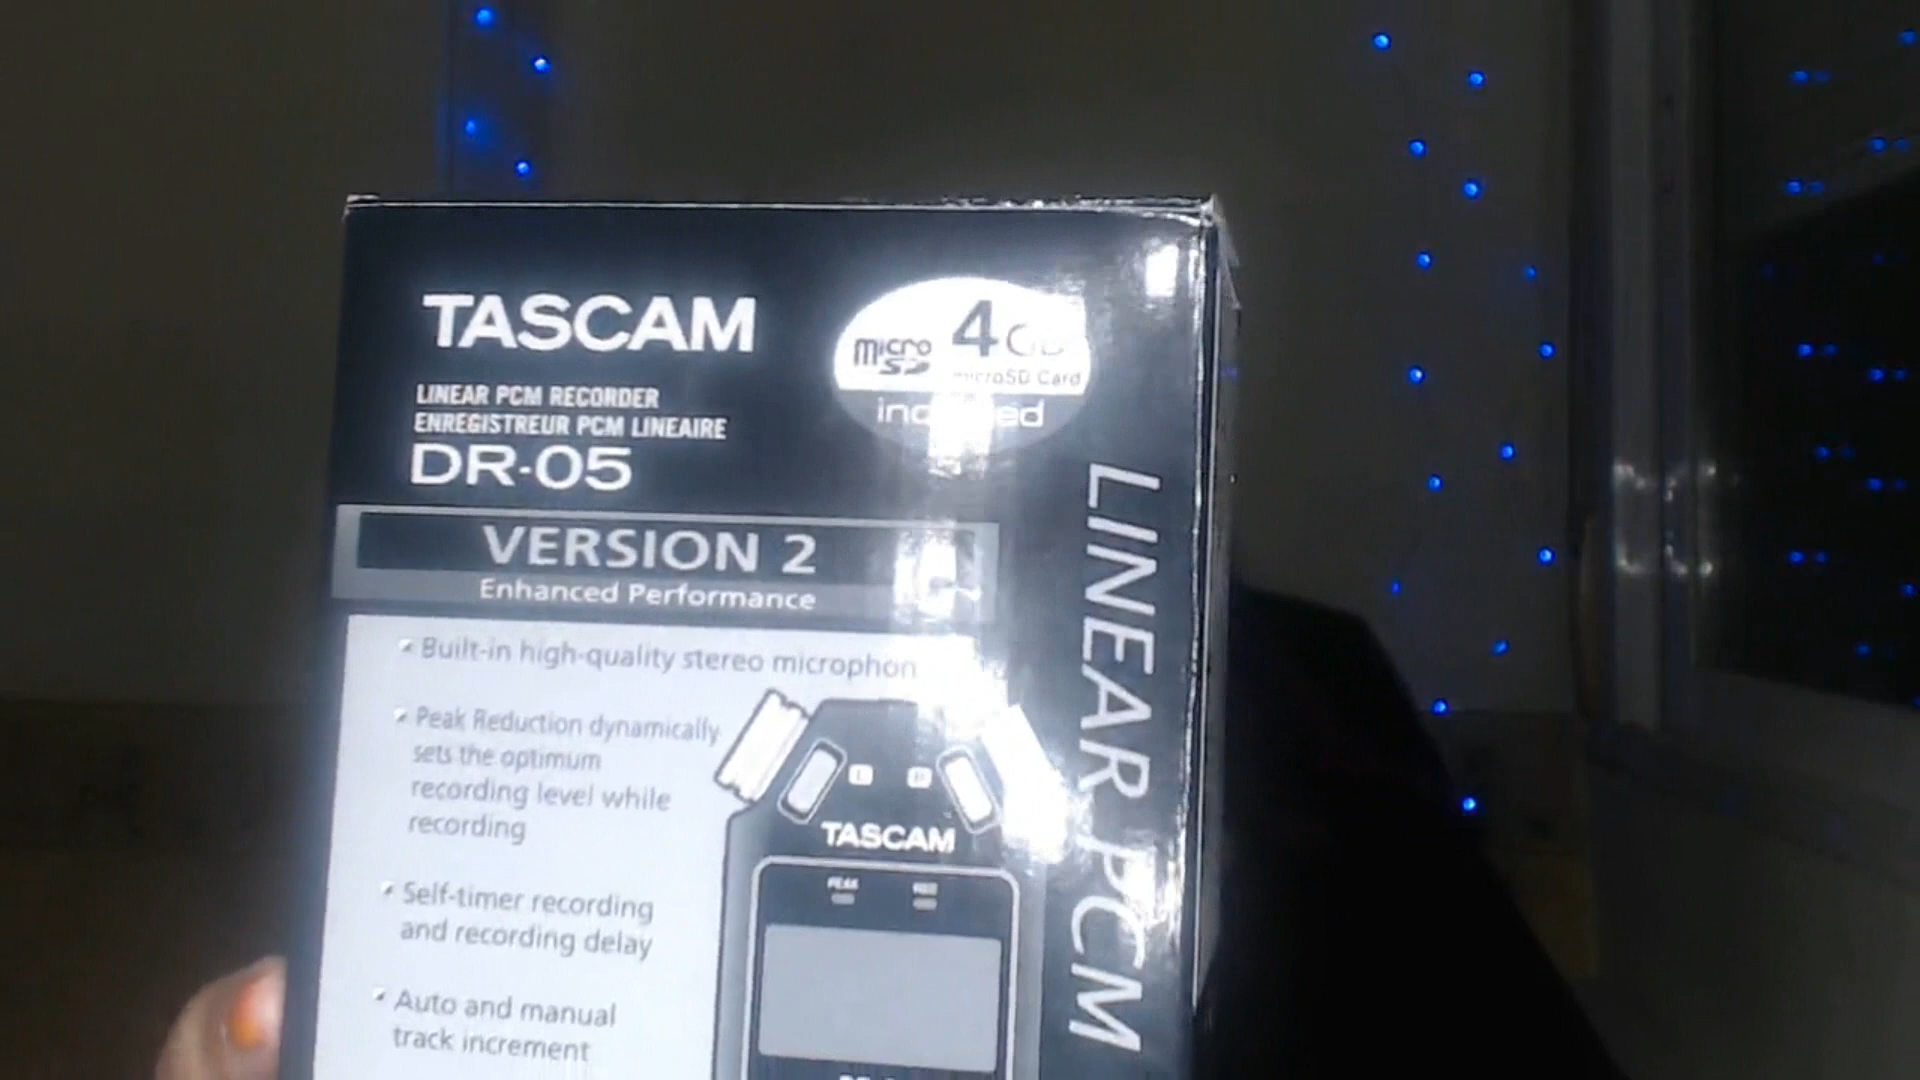 TASCAM
LINEAR PCM RECORDER
ENREGISTREUR PCM LINEAIRE
DR-05
micro SD
4GB
microSD Card
included
VERSION 2
Enhanced Performance
Built-in high-quality stereo
Peak Reduction dynamically
sets the optimum
recording level while
recording
Self-timer recording
and recording delay
Auto and manual
track increment
L
R
TASCAM
PEAK
LINEAR PCM